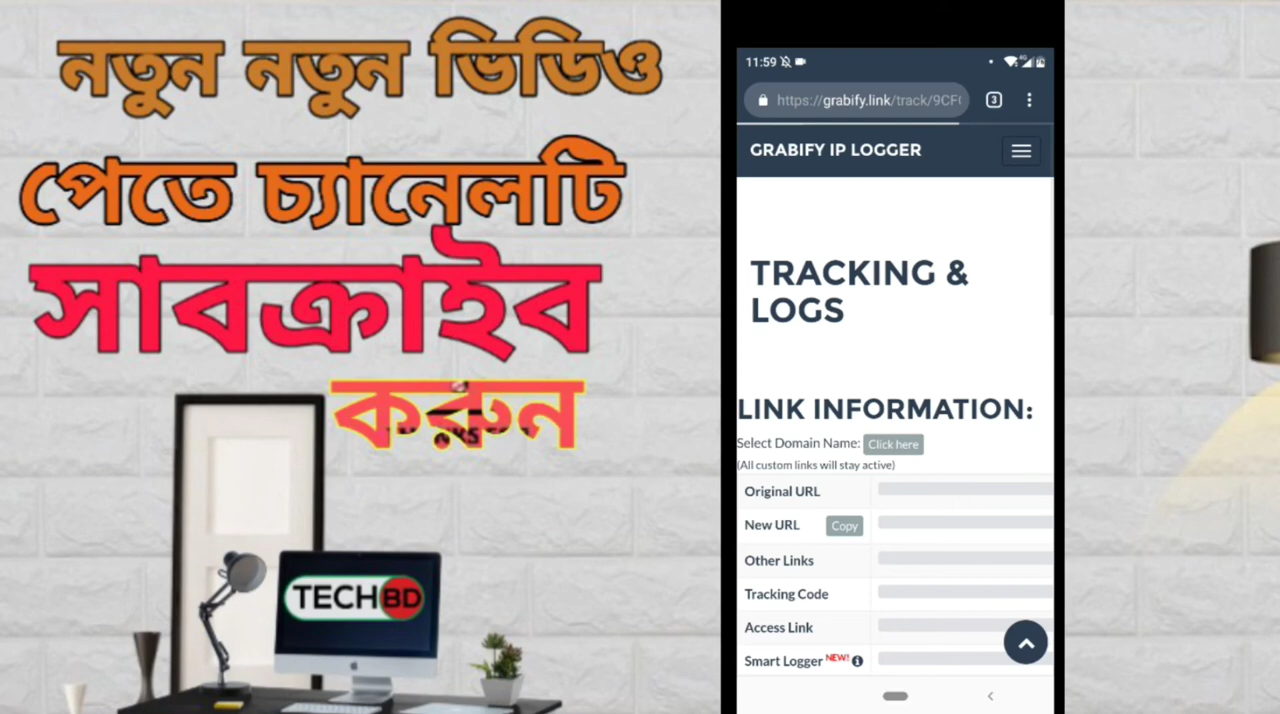 নতুন নতুন ভিডিও
পেতে চ্যানেলটি
সাবক্রাইব
করুন
TECH BD
11:59
https://grabify.link/track/9CF
3
GRABIFY IP LOGGER
TRACKING &
LOGS
LINK INFORMATION:
Select Domain Name: Click here
(All custom links will stay active)
Original URL
New URL Copy
Other Links
Tracking Code
Access Link
Smart Logger NEW!